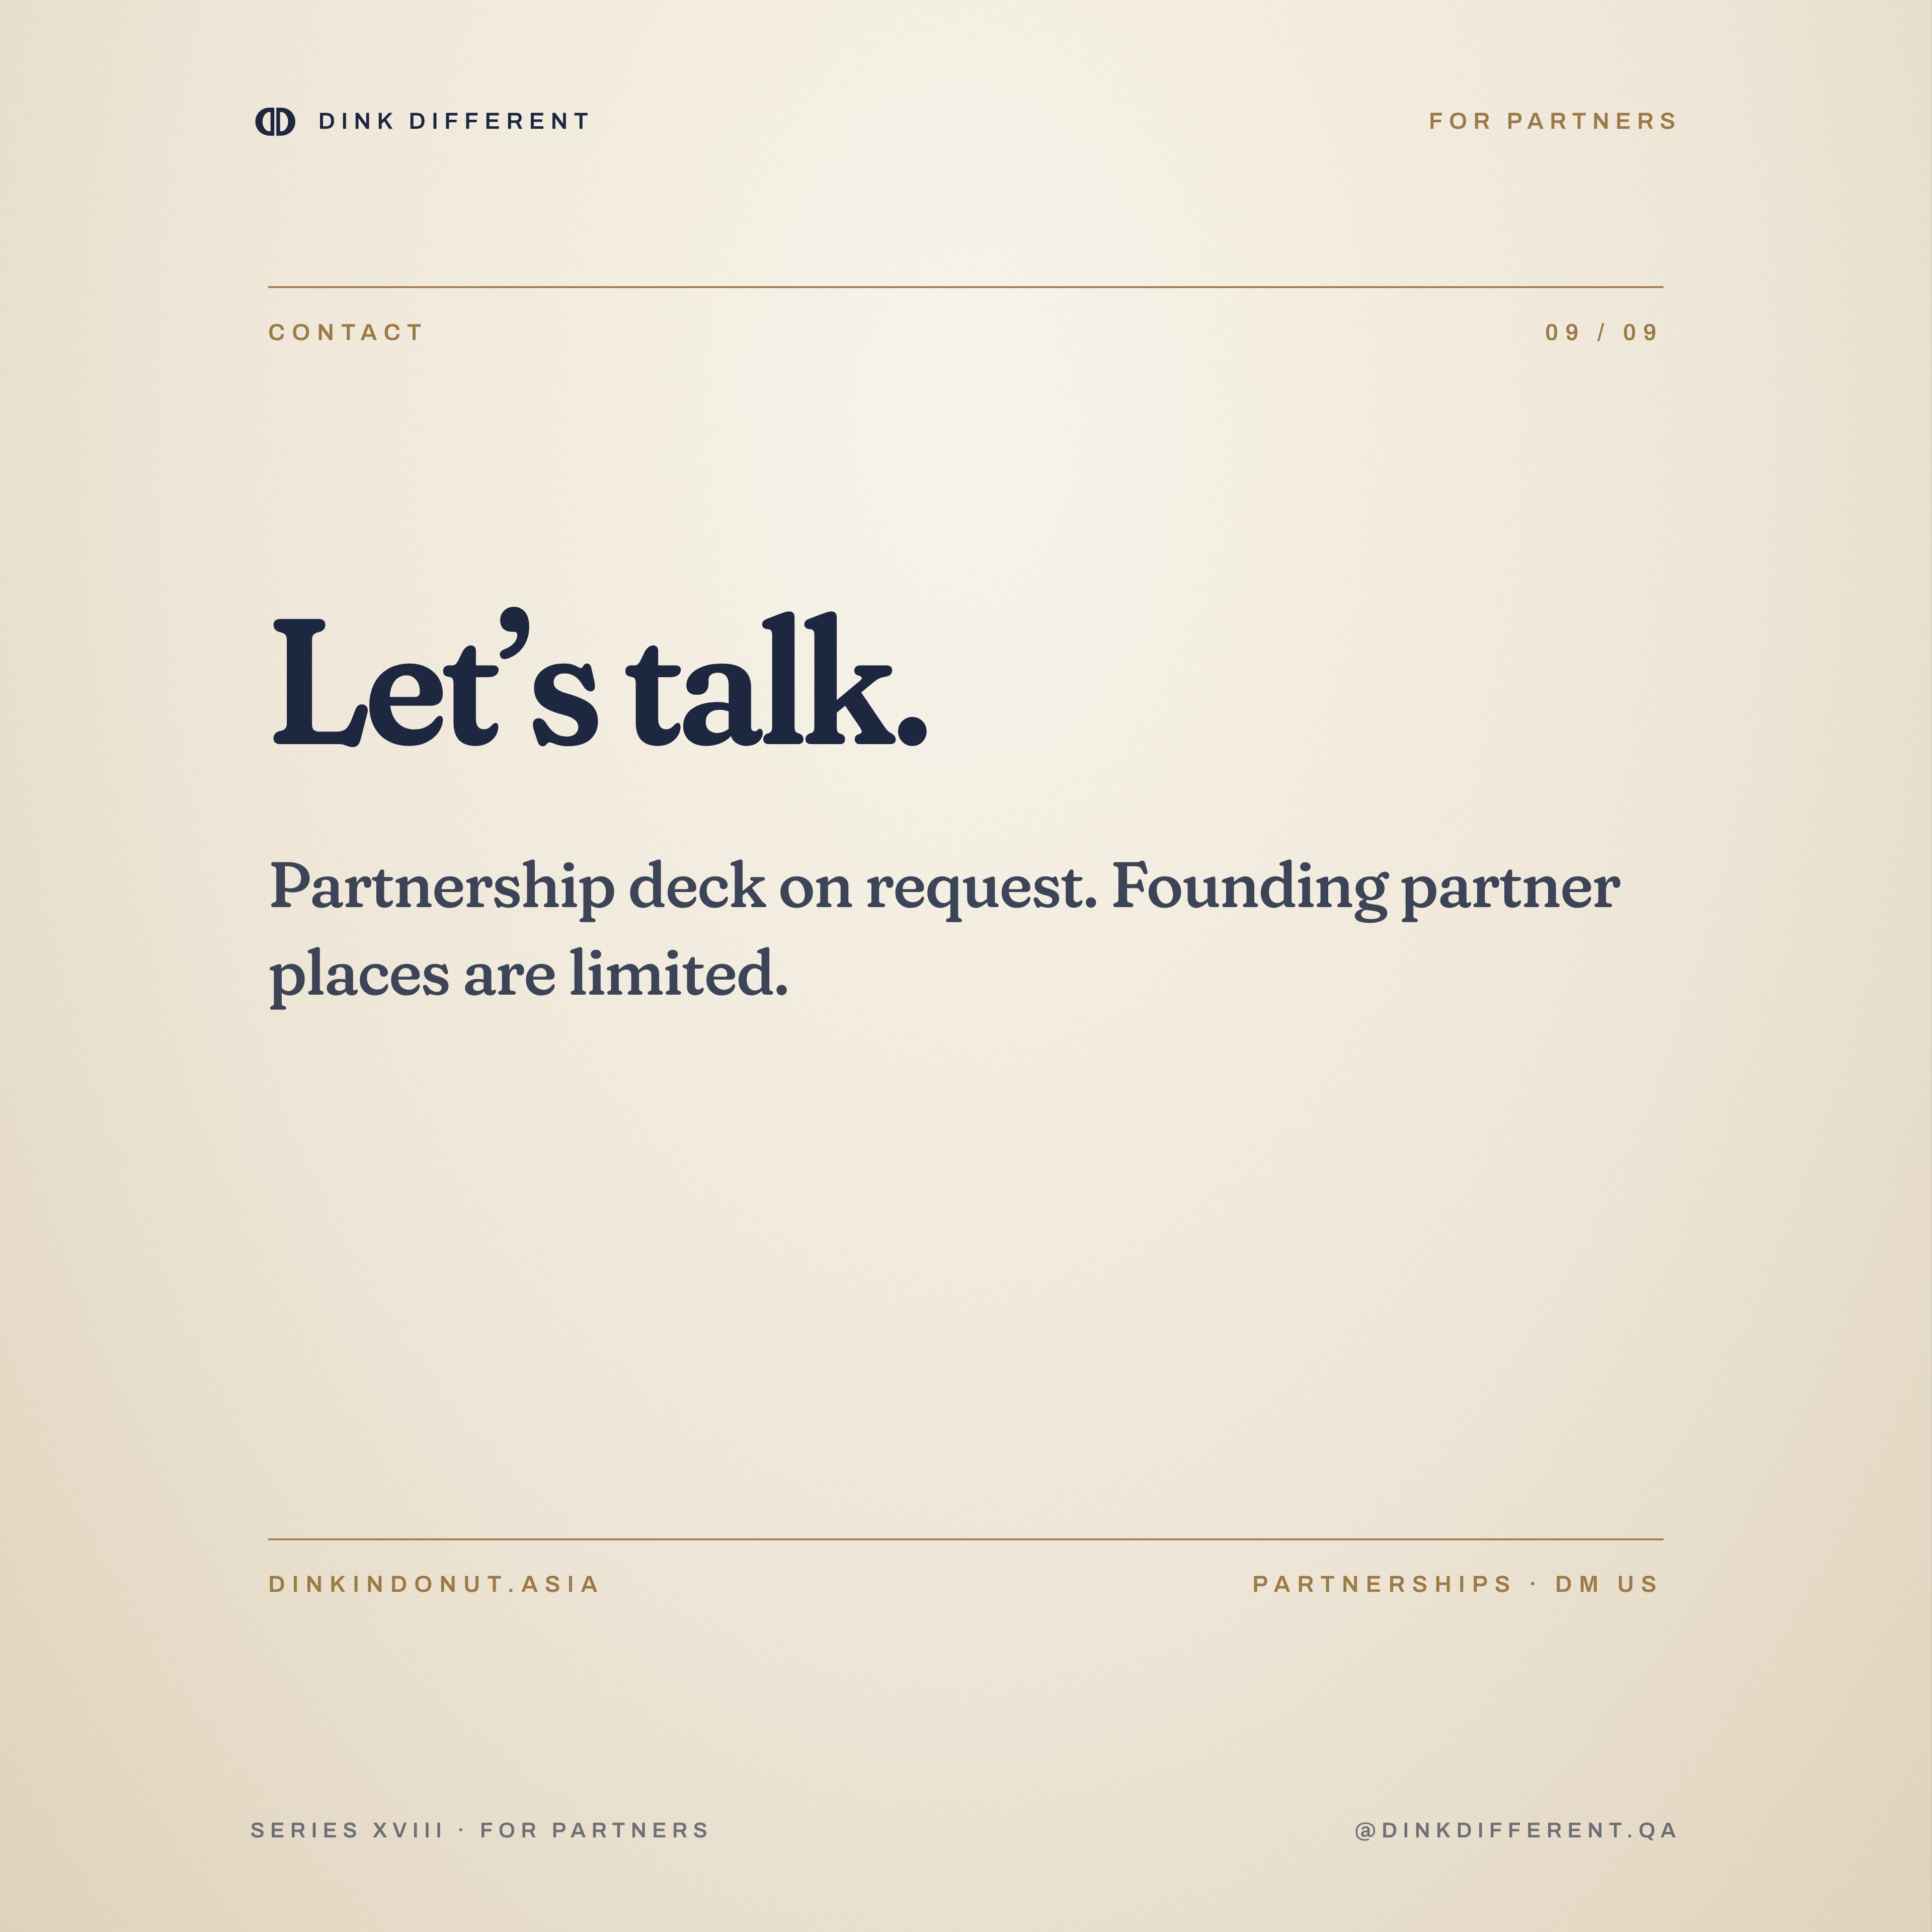 DINK DIFFERENT
FOR PARTNERS
CONTACT
09 / 09
Let’s talk.
Partnership deck on request. Founding partner
places are limited.
DINKINDONUT.ASIA
PARTNERSHIPS · DM US
SERIES XVIII · FOR PARTNERS
@DINKDIFFERENT.QA